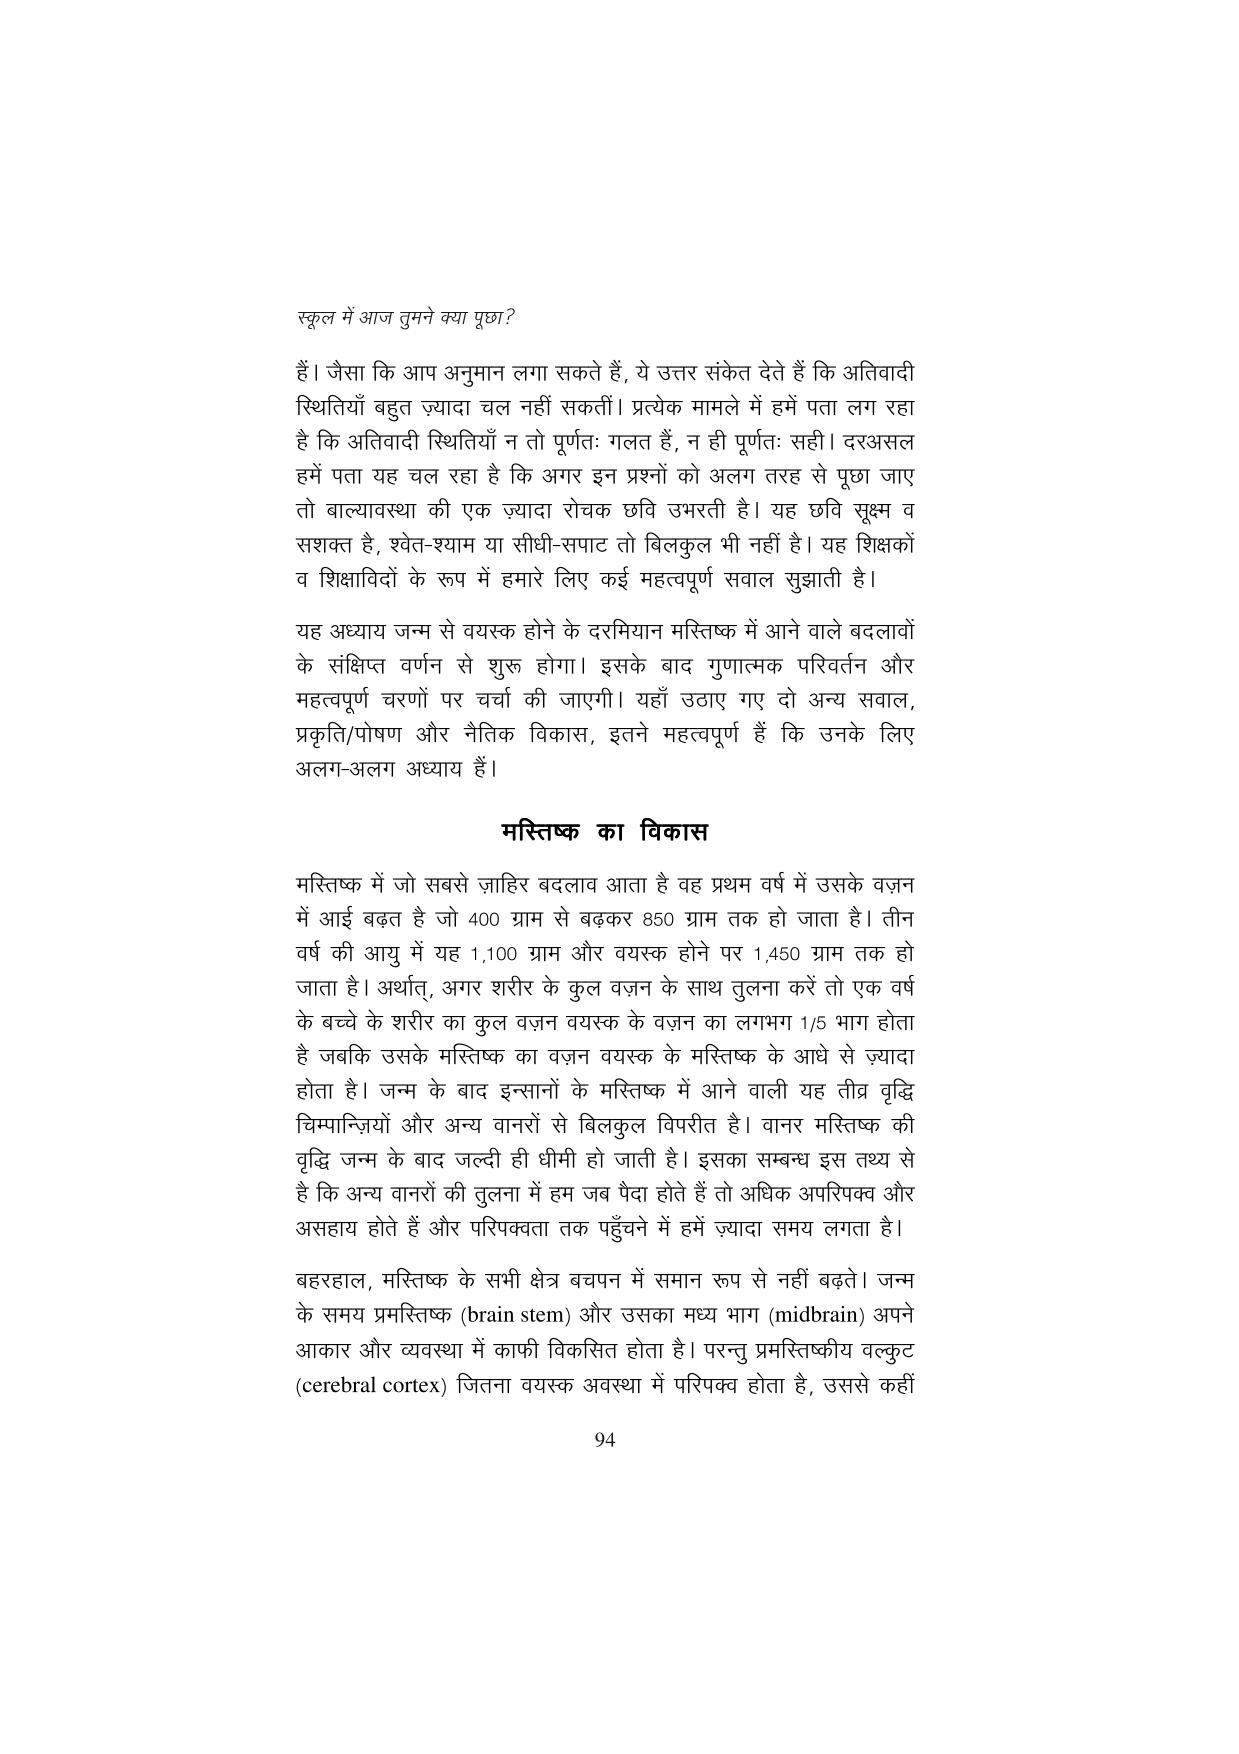 स्कूल में आज तुमने क्या पूछा?
हैं। जैसा कि आप अनुमान लगा सकते हैं, ये उत्तर संकेत देते हैं कि अतिवादी
स्थितियाँ बहुत ज़्यादा चल नहीं सकतीं। प्रत्येक मामले में हमें पता लग रहा
है कि अतिवादी स्थितियाँ न तो पूर्णतः गलत हैं, न ही पूर्णतः सही। दरअसल
हमें पता यह चल रहा है कि अगर इन प्रश्नों को अलग तरह से पूछा जाए
तो बाल्यावस्था की एक ज़्यादा रोचक छवि उभरती है। यह छवि सूक्ष्म व
सशक्त है, श्वेत-श्याम या सीधी-सपाट तो बिलकुल भी नहीं है। यह शिक्षकों
व शिक्षाविदों के रूप में हमारे लिए कई महत्वपूर्ण सवाल सुझाती है।
यह अध्याय जन्म से वयस्क होने के दरमियान मस्तिष्क में आने वाले बदलावों
के संक्षिप्त वर्णन से शुरू होगा। इसके बाद गुणात्मक परिवर्तन और
महत्वपूर्ण चरणों पर चर्चा की जाएगी। यहाँ उठाए गए दो अन्य सवाल,
प्रकृति/पोषण और नैतिक विकास, इतने महत्वपूर्ण हैं कि उनके लिए
अलग-अलग अध्याय हैं।
मस्तिष्क का विकास
मस्तिष्क में जो सबसे ज़ाहिर बदलाव आता है वह प्रथम वर्ष में उसके वज़न
में आई बढ़त है जो 400 ग्राम से बढ़कर 850 ग्राम तक हो जाता है। तीन
वर्ष की आयु में यह 1,100 ग्राम और वयस्क होने पर 1,450 ग्राम तक हो
जाता है। अर्थात्, अगर शरीर के कुल वज़न के साथ तुलना करें तो एक वर्ष
के बच्चे के शरीर का कुल वज़न वयस्क के वज़न का लगभग 1/5 भाग होता
है जबकि उसके मस्तिष्क का वज़न वयस्क के मस्तिष्क के आधे से ज़्यादा
होता है। जन्म के बाद इन्सानों के मस्तिष्क में आने वाली यह तीव्र वृद्धि
चिम्पान्ज़ियों और अन्य वानरों से बिलकुल विपरीत है। वानर मस्तिष्क की
वृद्धि जन्म के बाद जल्दी ही धीमी हो जाती है। इसका सम्बन्ध इस तथ्य से
है कि अन्य वानरों की तुलना में हम जब पैदा होते हैं तो अधिक अपरिपक्व और
असहाय होते हैं और परिपक्वता तक पहुँचने में हमें ज़्यादा समय लगता है।
बहरहाल, मस्तिष्क के सभी क्षेत्र बचपन में समान रूप से नहीं बढ़ते। जन्म
के समय प्रमस्तिष्क (brain stem) और उसका मध्य भाग (midbrain) अपने
आकार और व्यवस्था में काफी विकसित होता है। परन्तु प्रमस्तिष्कीय वल्कुट
(cerebral cortex) जितना वयस्क अवस्था में परिपक्व होता है, उससे कहीं
94